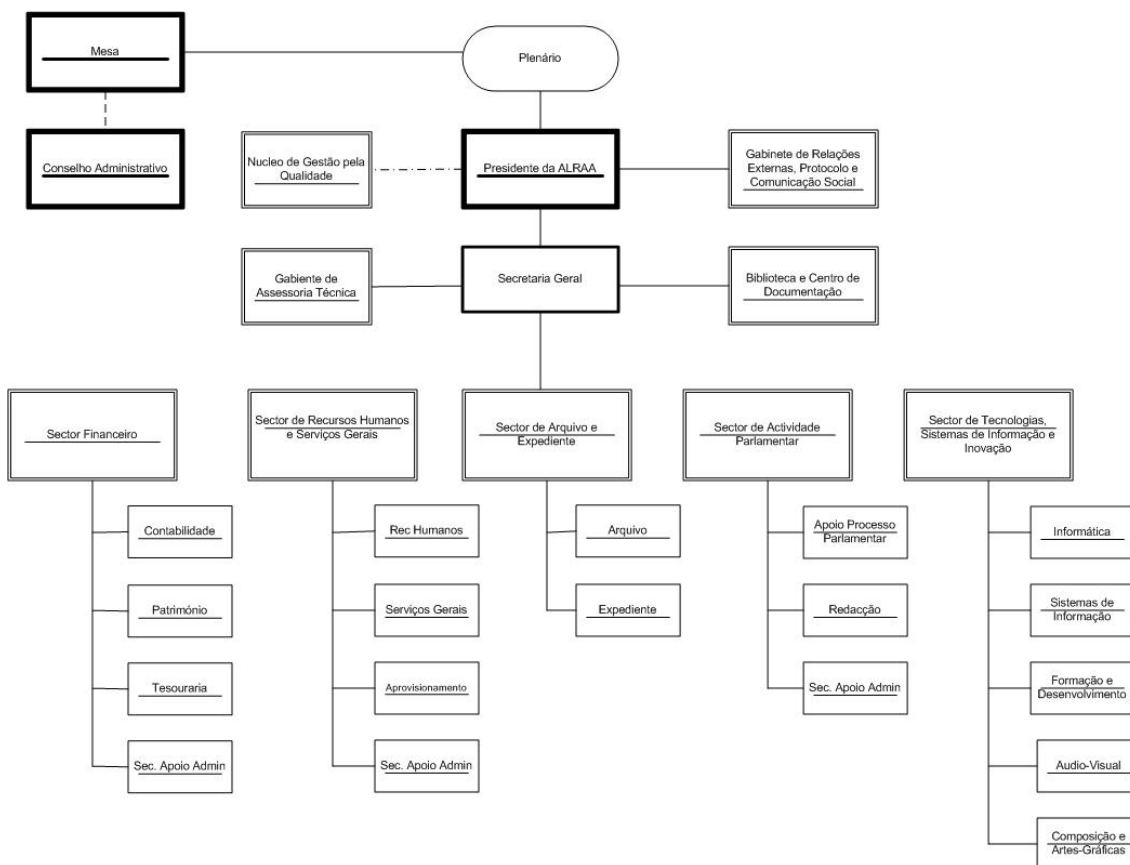 Mesa
Plenário
Conselho Administrativo
Nucleo de Gestão pela
Qualidade
Presidente da ALRAA
Gabinete de Relações
Externas, Protocolo e
Comunicação Social
Gabiente de
Assessoria Técnica
Secretaria Geral
Biblioteca e Centro de
Documentação
Sector Financeiro
Sector de Recursos Humanos
e Serviços Gerais
Sector de Arquivo e
Expediente
Sector de Actividade
Parlamentar
Sector de Tecnologias,
Sistemas de Informação e
Inovação
Contabilidade
Património
Tesouraria
Sec. Apoio Admin
Rec Humanos
Serviços Gerais
Aprovisionamento
Sec. Apoio Admin
Arquivo
Expediente
Apoio Processo
Parlamentar
Redacção
Sec. Apoio Admin
Informática
Sistemas de
Informação
Formação e
Desenvolvimento
Audio-Visual
Composição e
Artes-Gráficas